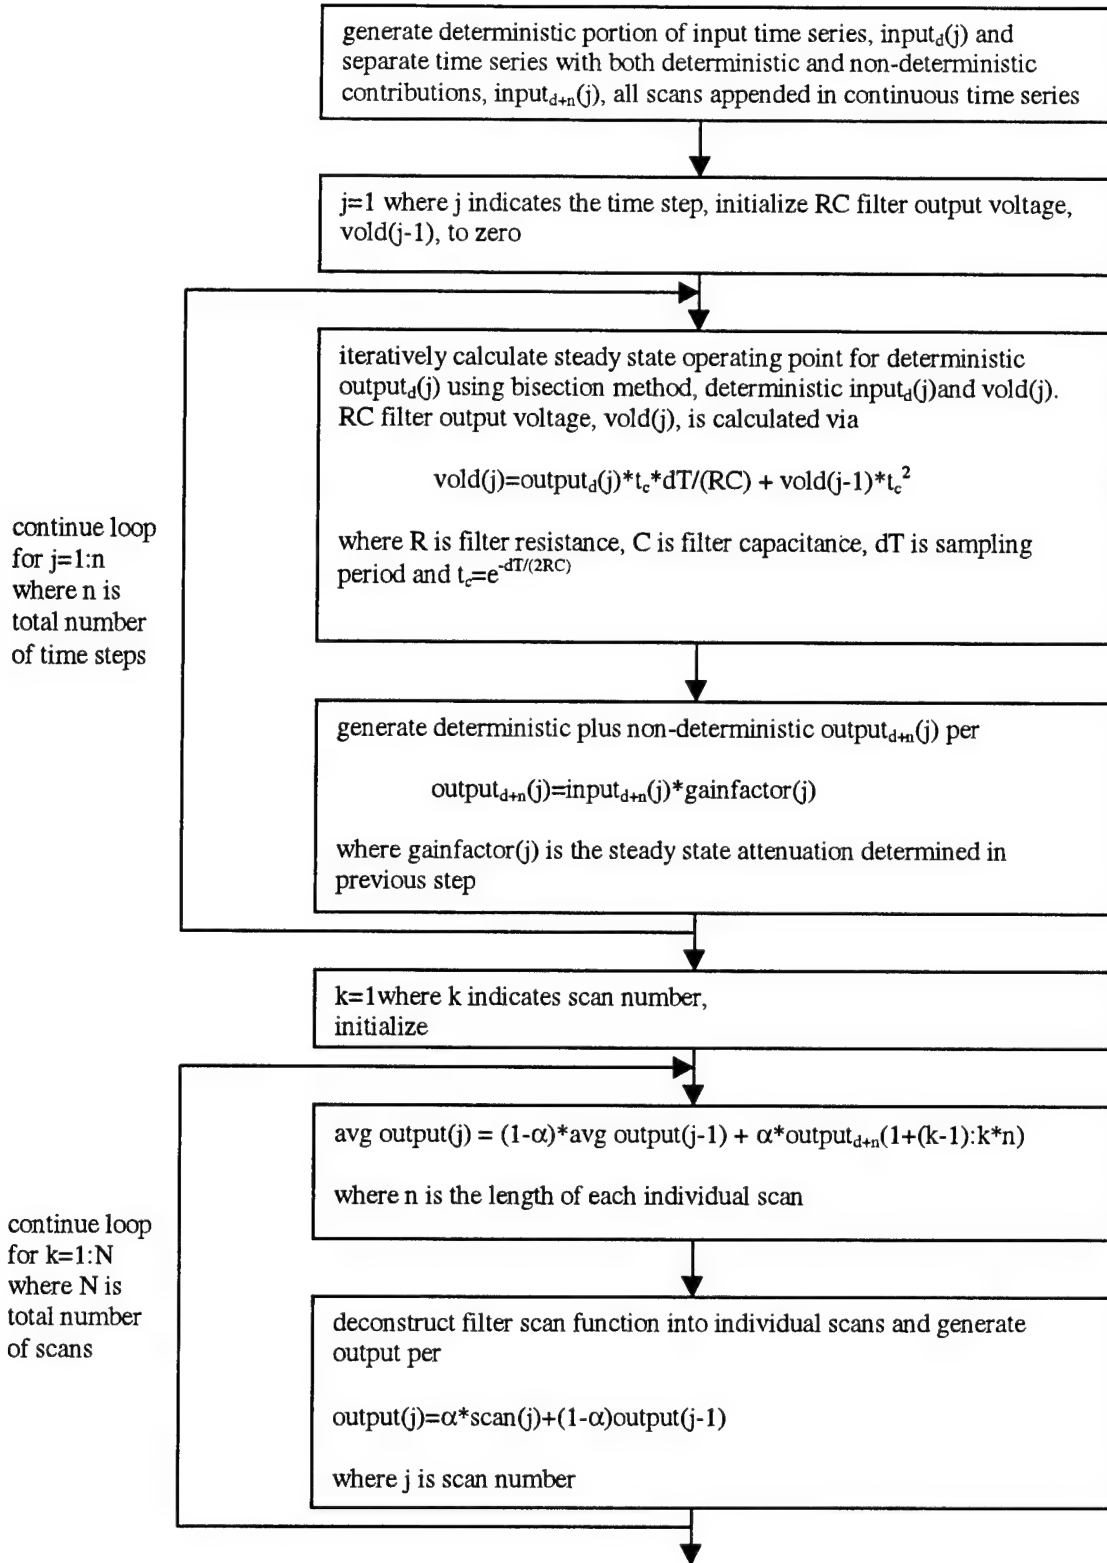 generate deterministic portion of input time series, input_d(j) and
separate time series with both deterministic and non-deterministic
contributions, input_{d+n}(j), all scans appended in continuous time series
j=1 where j indicates the time step, initialize RC filter output voltage,
vold(j-1), to zero
iteratively calculate steady state operating point for deterministic
output_d(j) using bisection method, deterministic input_d(j)and vold(j).
RC filter output voltage, vold(j), is calculated via
vold(j)=output_d(j)*t_c*dT/(RC) + vold(j-1)*t_c^2
where R is filter resistance, C is filter capacitance, dT is sampling
period and t_c=e^{-dT/(2RC)}
continue loop
for j=1:n
where n is
total number
of time steps
generate deterministic plus non-deterministic output_{d+n}(j) per
output_{d+n}(j)=input_{d+n}(j)*gainfactor(j)
where gainfactor(j) is the steady state attenuation determined in
previous step
k=1where k indicates scan number,
initialize
avg output(j) = (1-α)*avg output(j-1) + α*output_{d+n}(1+(k-1):k*n)
where n is the length of each individual scan
continue loop
for k=1:N
where N is
total number
of scans
deconstruct filter scan function into individual scans and generate
output per
output(j)=α*scan(j)+(1-α)output(j-1)
where j is scan number